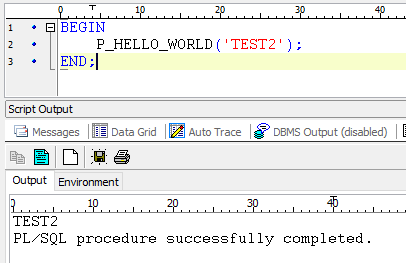 0 10 20 30 40
1 BEGIN
2 P_HELLO_WORLD('TEST2');
3 END;
Script Output
Messages Data Grid Auto Trace DBMS Output (disabled)
Output Environment
0 10 20 30 40
TEST2
PL/SQL procedure successfully completed.